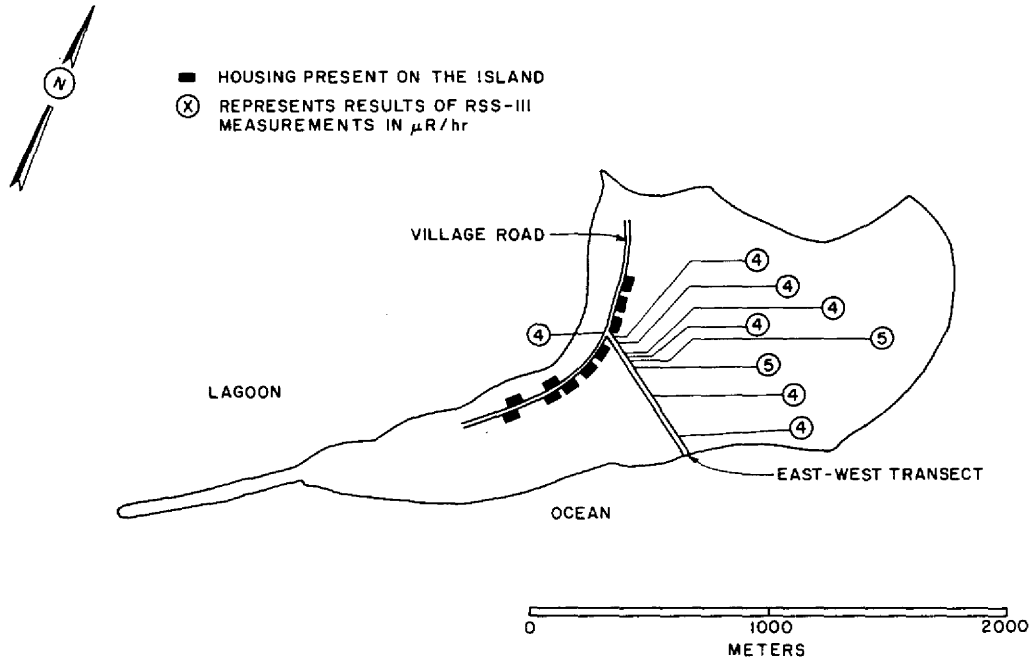 N
HOUSING PRESENT ON THE ISLAND
X REPRESENTS RESULTS OF RSS-III
MEASUREMENTS IN μR/hr
VILLAGE ROAD
4
4
4
4
4
5
5
4
4
LAGOON
EAST-WEST TRANSECT
OCEAN
0 1000 2000
METERS